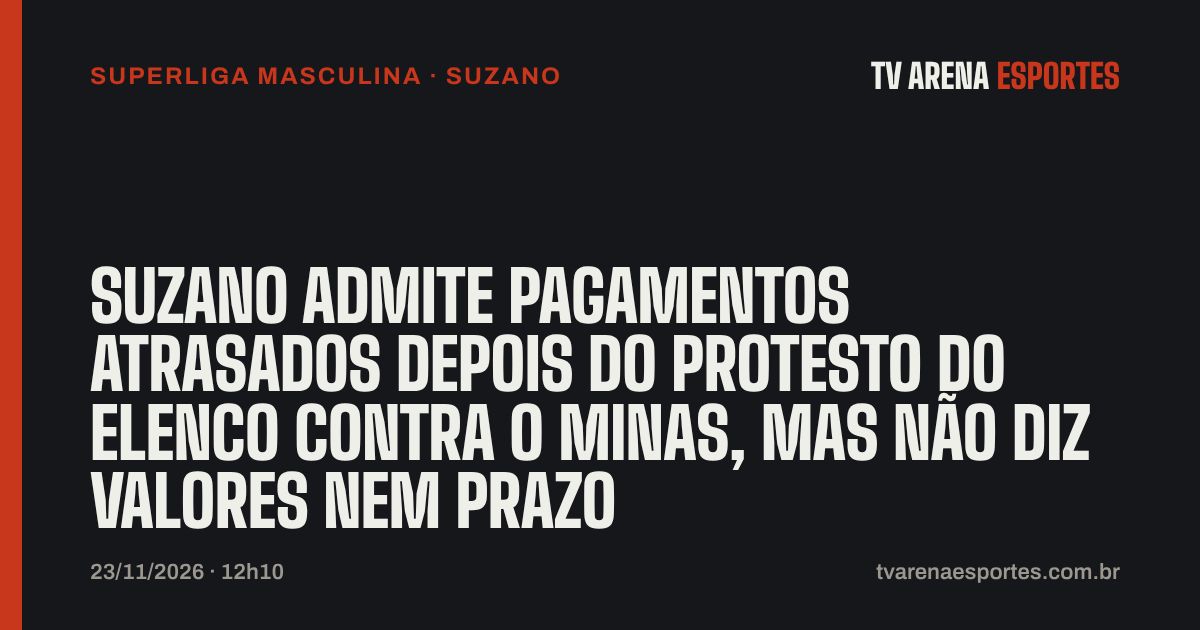 SUPERLIGA MASCULINA · SUZANO
TV ARENA ESPORTES
SUZANO ADMITE PAGAMENTOS
ATRASADOS DEPOIS DO PROTESTO DO
ELENCO CONTRA O MINAS, MAS NÃO DIZ
VALORES NEM PRAZO
23/11/2026 · 12h10
tvarenaesportes.com.br